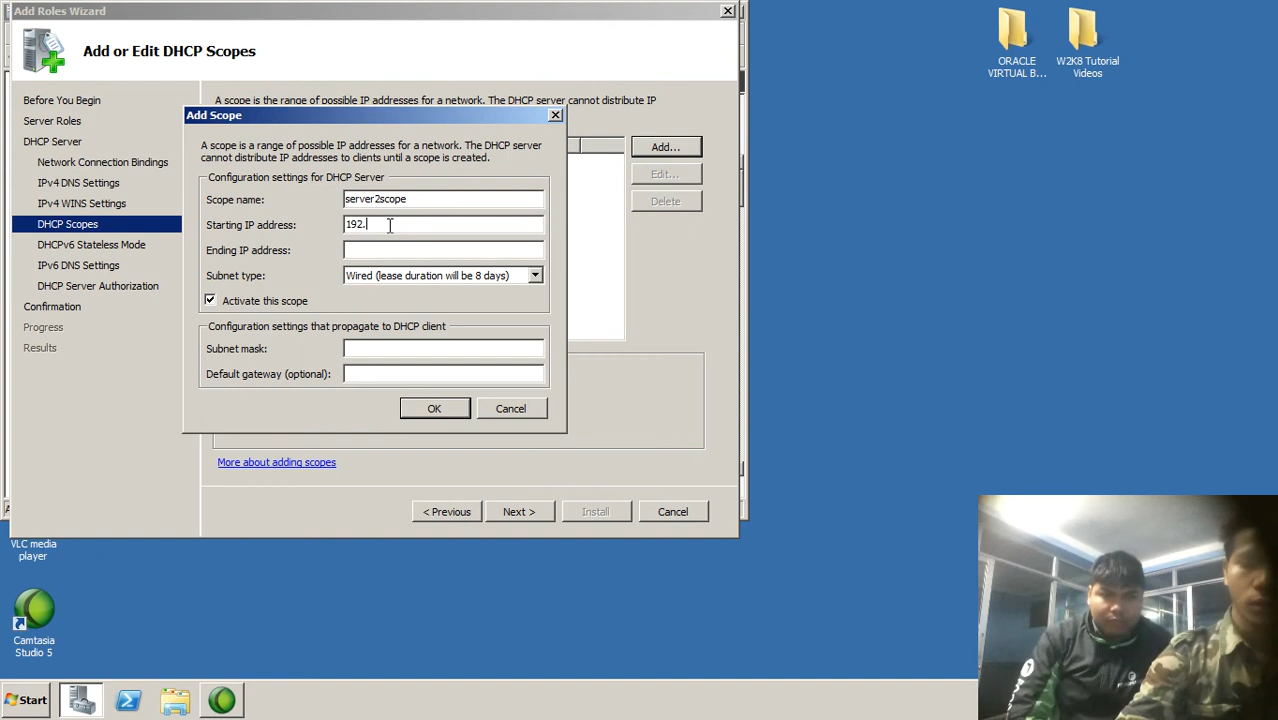 Add Roles Wizard
Add or Edit DHCP Scopes
Before You Begin
Server Roles
DHCP Server
Network Connection Bindings
IPv4 DNS Settings
IPv4 WINS Settings
DHCP Scopes
DHCPv6 Stateless Mode
IPv6 DNS Settings
DHCP Server Authorization
Confirmation
Progress
Results
A scope is the range of possible IP addresses for a network. The DHCP server cannot distribute IP
Add...
Edit...
Delete
Add Scope
A scope is a range of possible IP addresses for a network. The DHCP
server cannot distribute IP addresses to clients until a scope is created.
Configuration settings for DHCP Server
Scope name: server2scope
Starting IP address: 192.
Ending IP address:
Subnet type: Wired (lease duration will be 8 days)
Activate this scope
Configuration settings that propagate to DHCP client
Subnet mask:
Default gateway (optional):
OK Cancel
More about adding scopes
< Previous Next > Install Cancel
ORACLE
VIRTUAL B...
W2K8 Tutorial
Videos
VLC media
player
Camtasia
Studio 5
Start